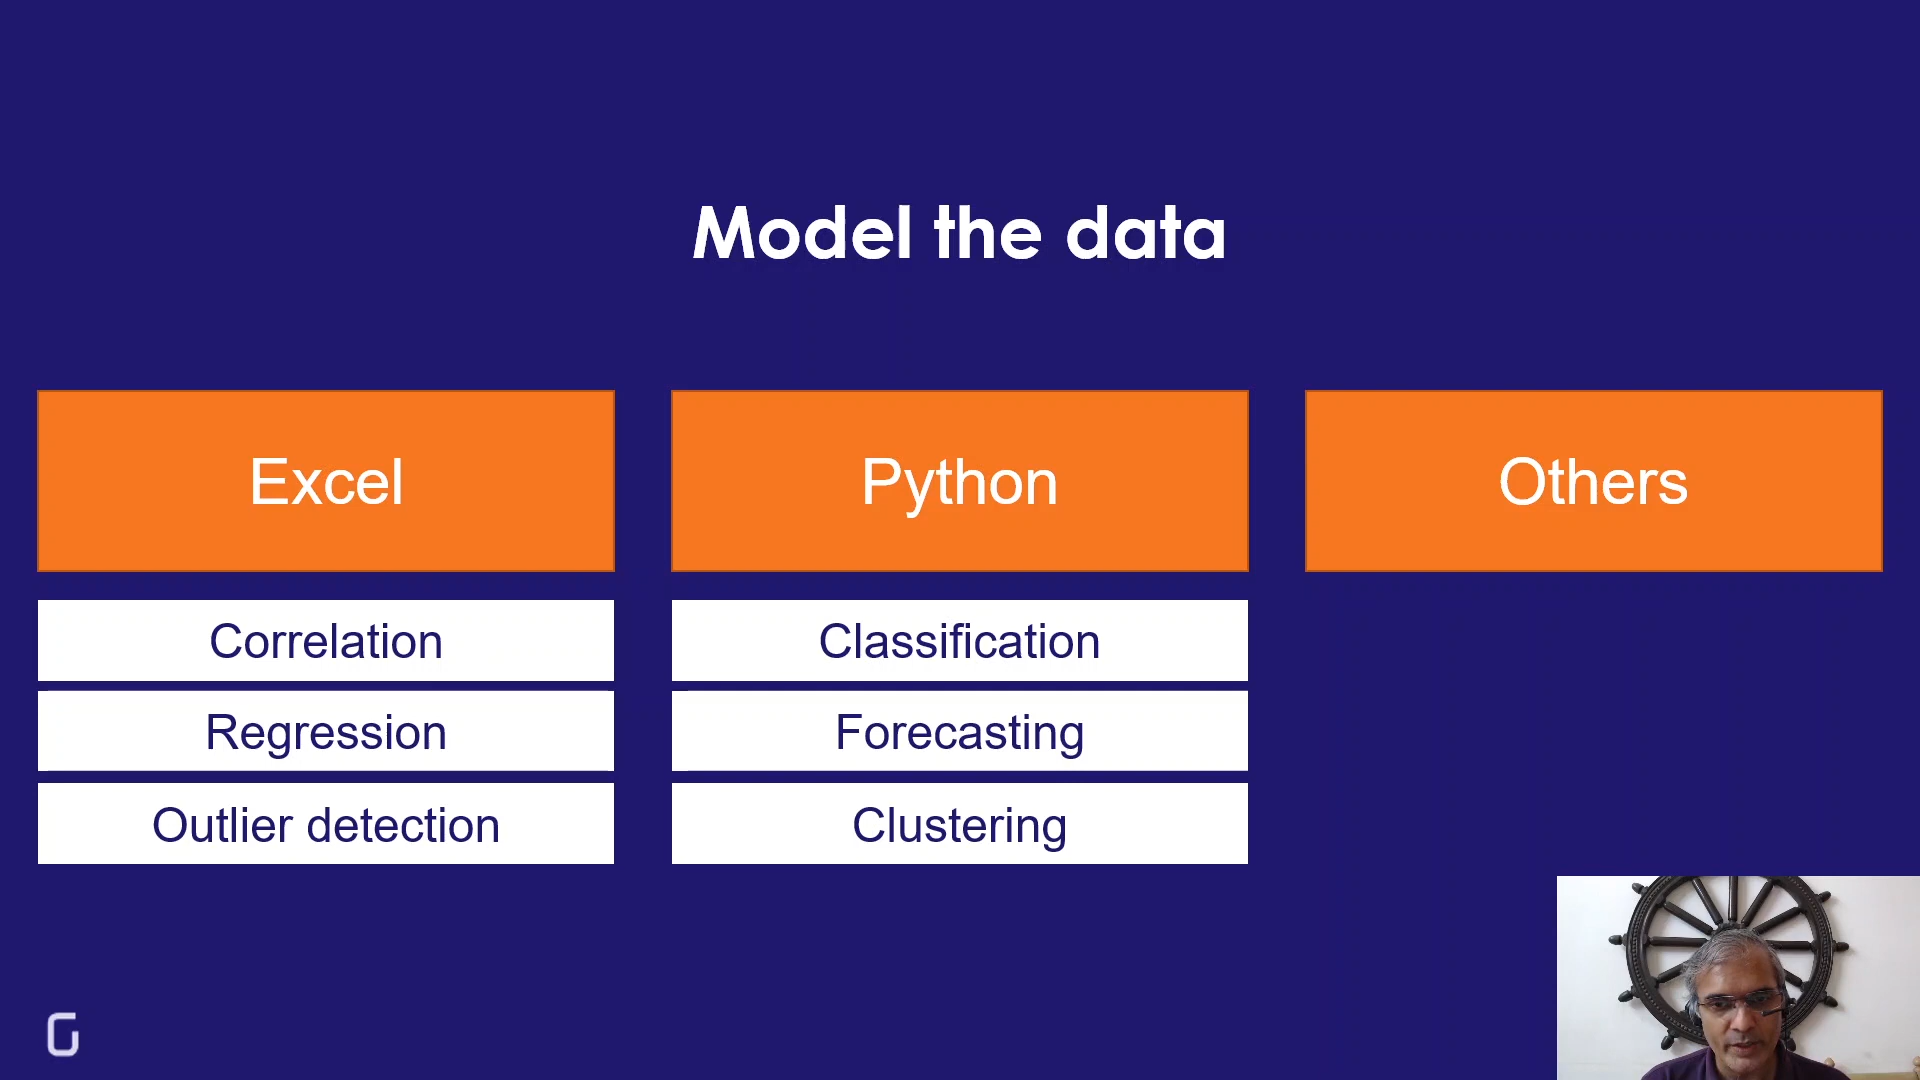 Model the data
Excel
Correlation
Regression
Outlier detection
Python
Classification
Forecasting
Clustering
Others